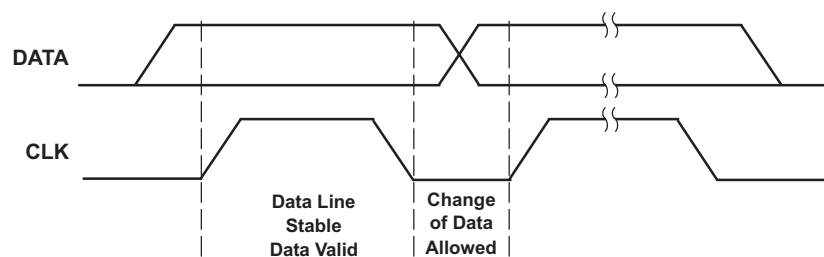 DATA
CLK
Data Line
Stable
Data Valid
Change
of Data
Allowed